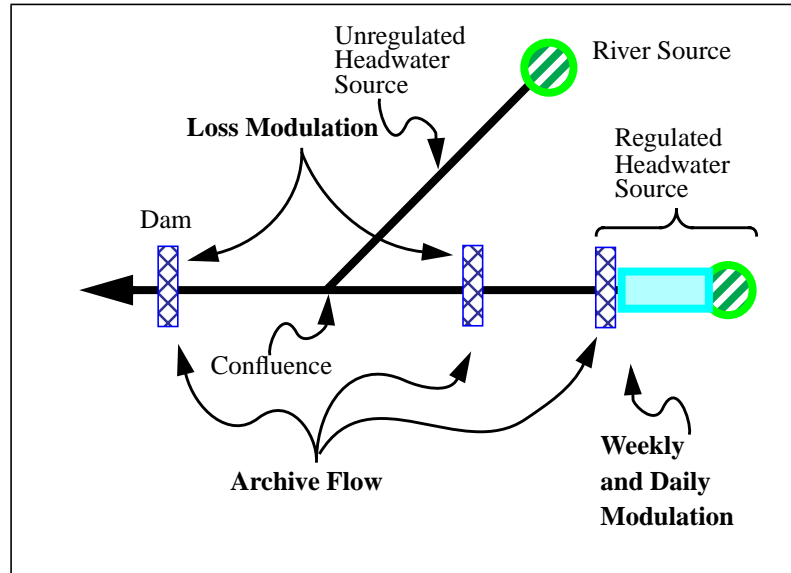 Unregulated
Headwater
Source
River Source
Loss Modulation
Regulated
Headwater
Source
Dam
Confluence
Archive Flow
Weekly
and Daily
Modulation